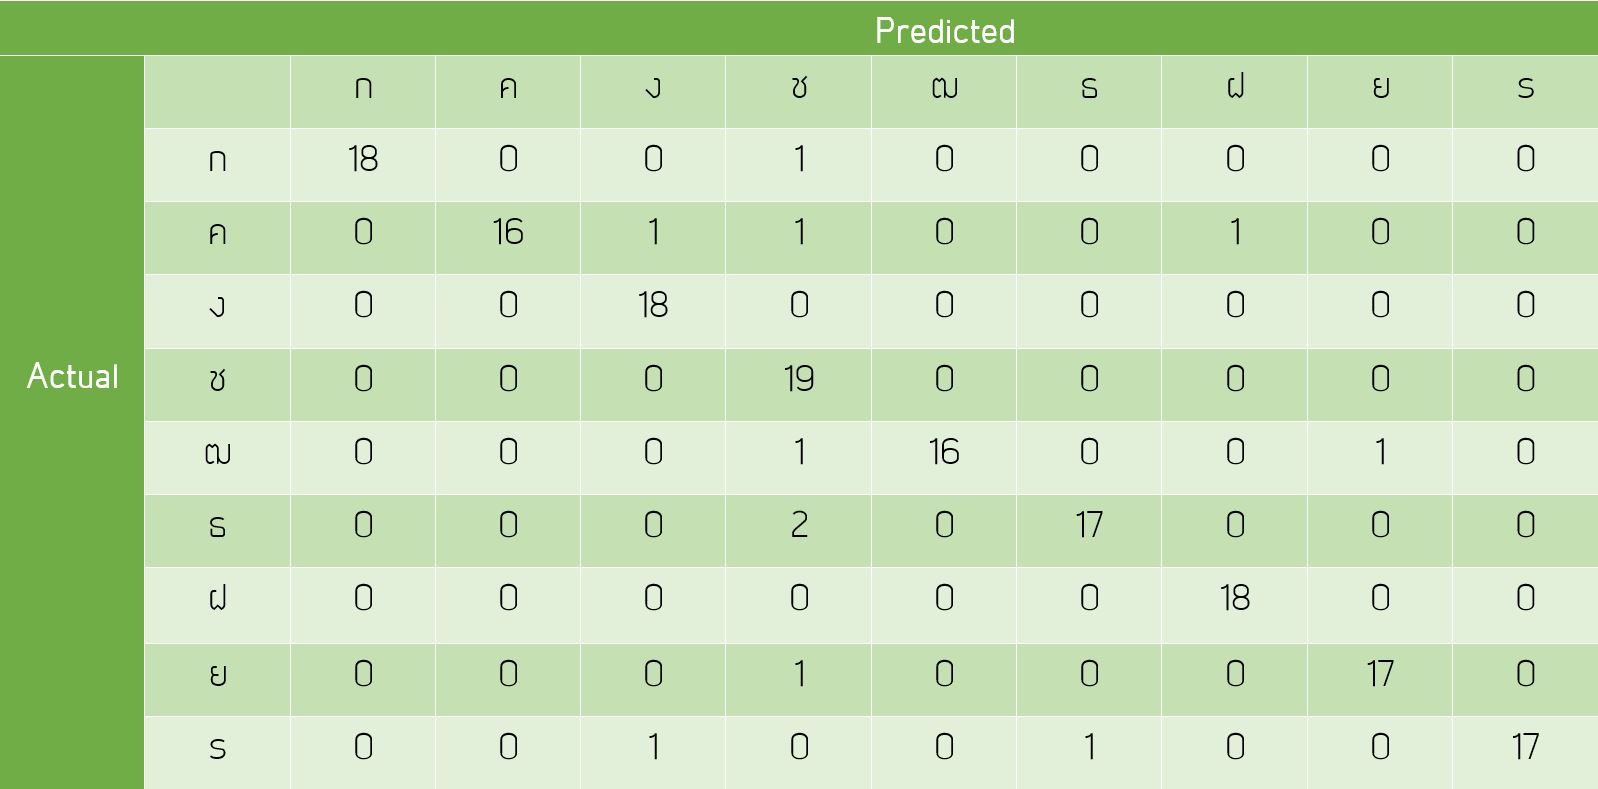 Predicted
Actual
ก ค ง ช ฒ ธ ฝ ย ร
ก 18 0 0 1 0 0 0 0 0
ค 0 16 1 1 0 0 1 0 0
ง 0 0 18 0 0 0 0 0 0
ช 0 0 0 19 0 0 0 0 0
ฒ 0 0 0 1 16 0 0 1 0
ธ 0 0 0 2 0 17 0 0 0
ฝ 0 0 0 0 0 0 18 0 0
ย 0 0 0 1 0 0 0 17 0
ร 0 0 1 0 0 1 0 0 17